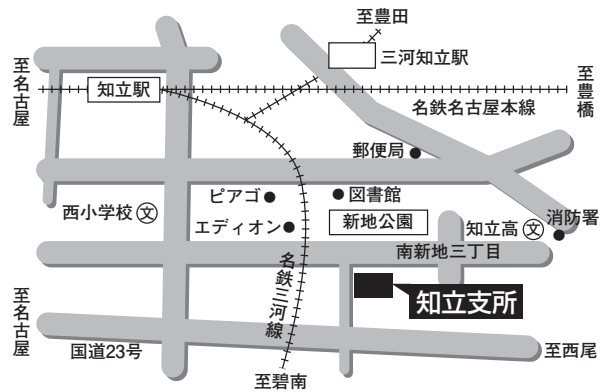 至豊田
三河知立駅
至名古屋
知立駅
至豊橋
名鉄名古屋本線
郵便局
ピアゴ
図書館
西小学校
文
エディオン
新地公園
知立高
文
消防署
南新地三丁目
名鉄三河線
知立支所
至名古屋
国道23号
至西尾
至碧南